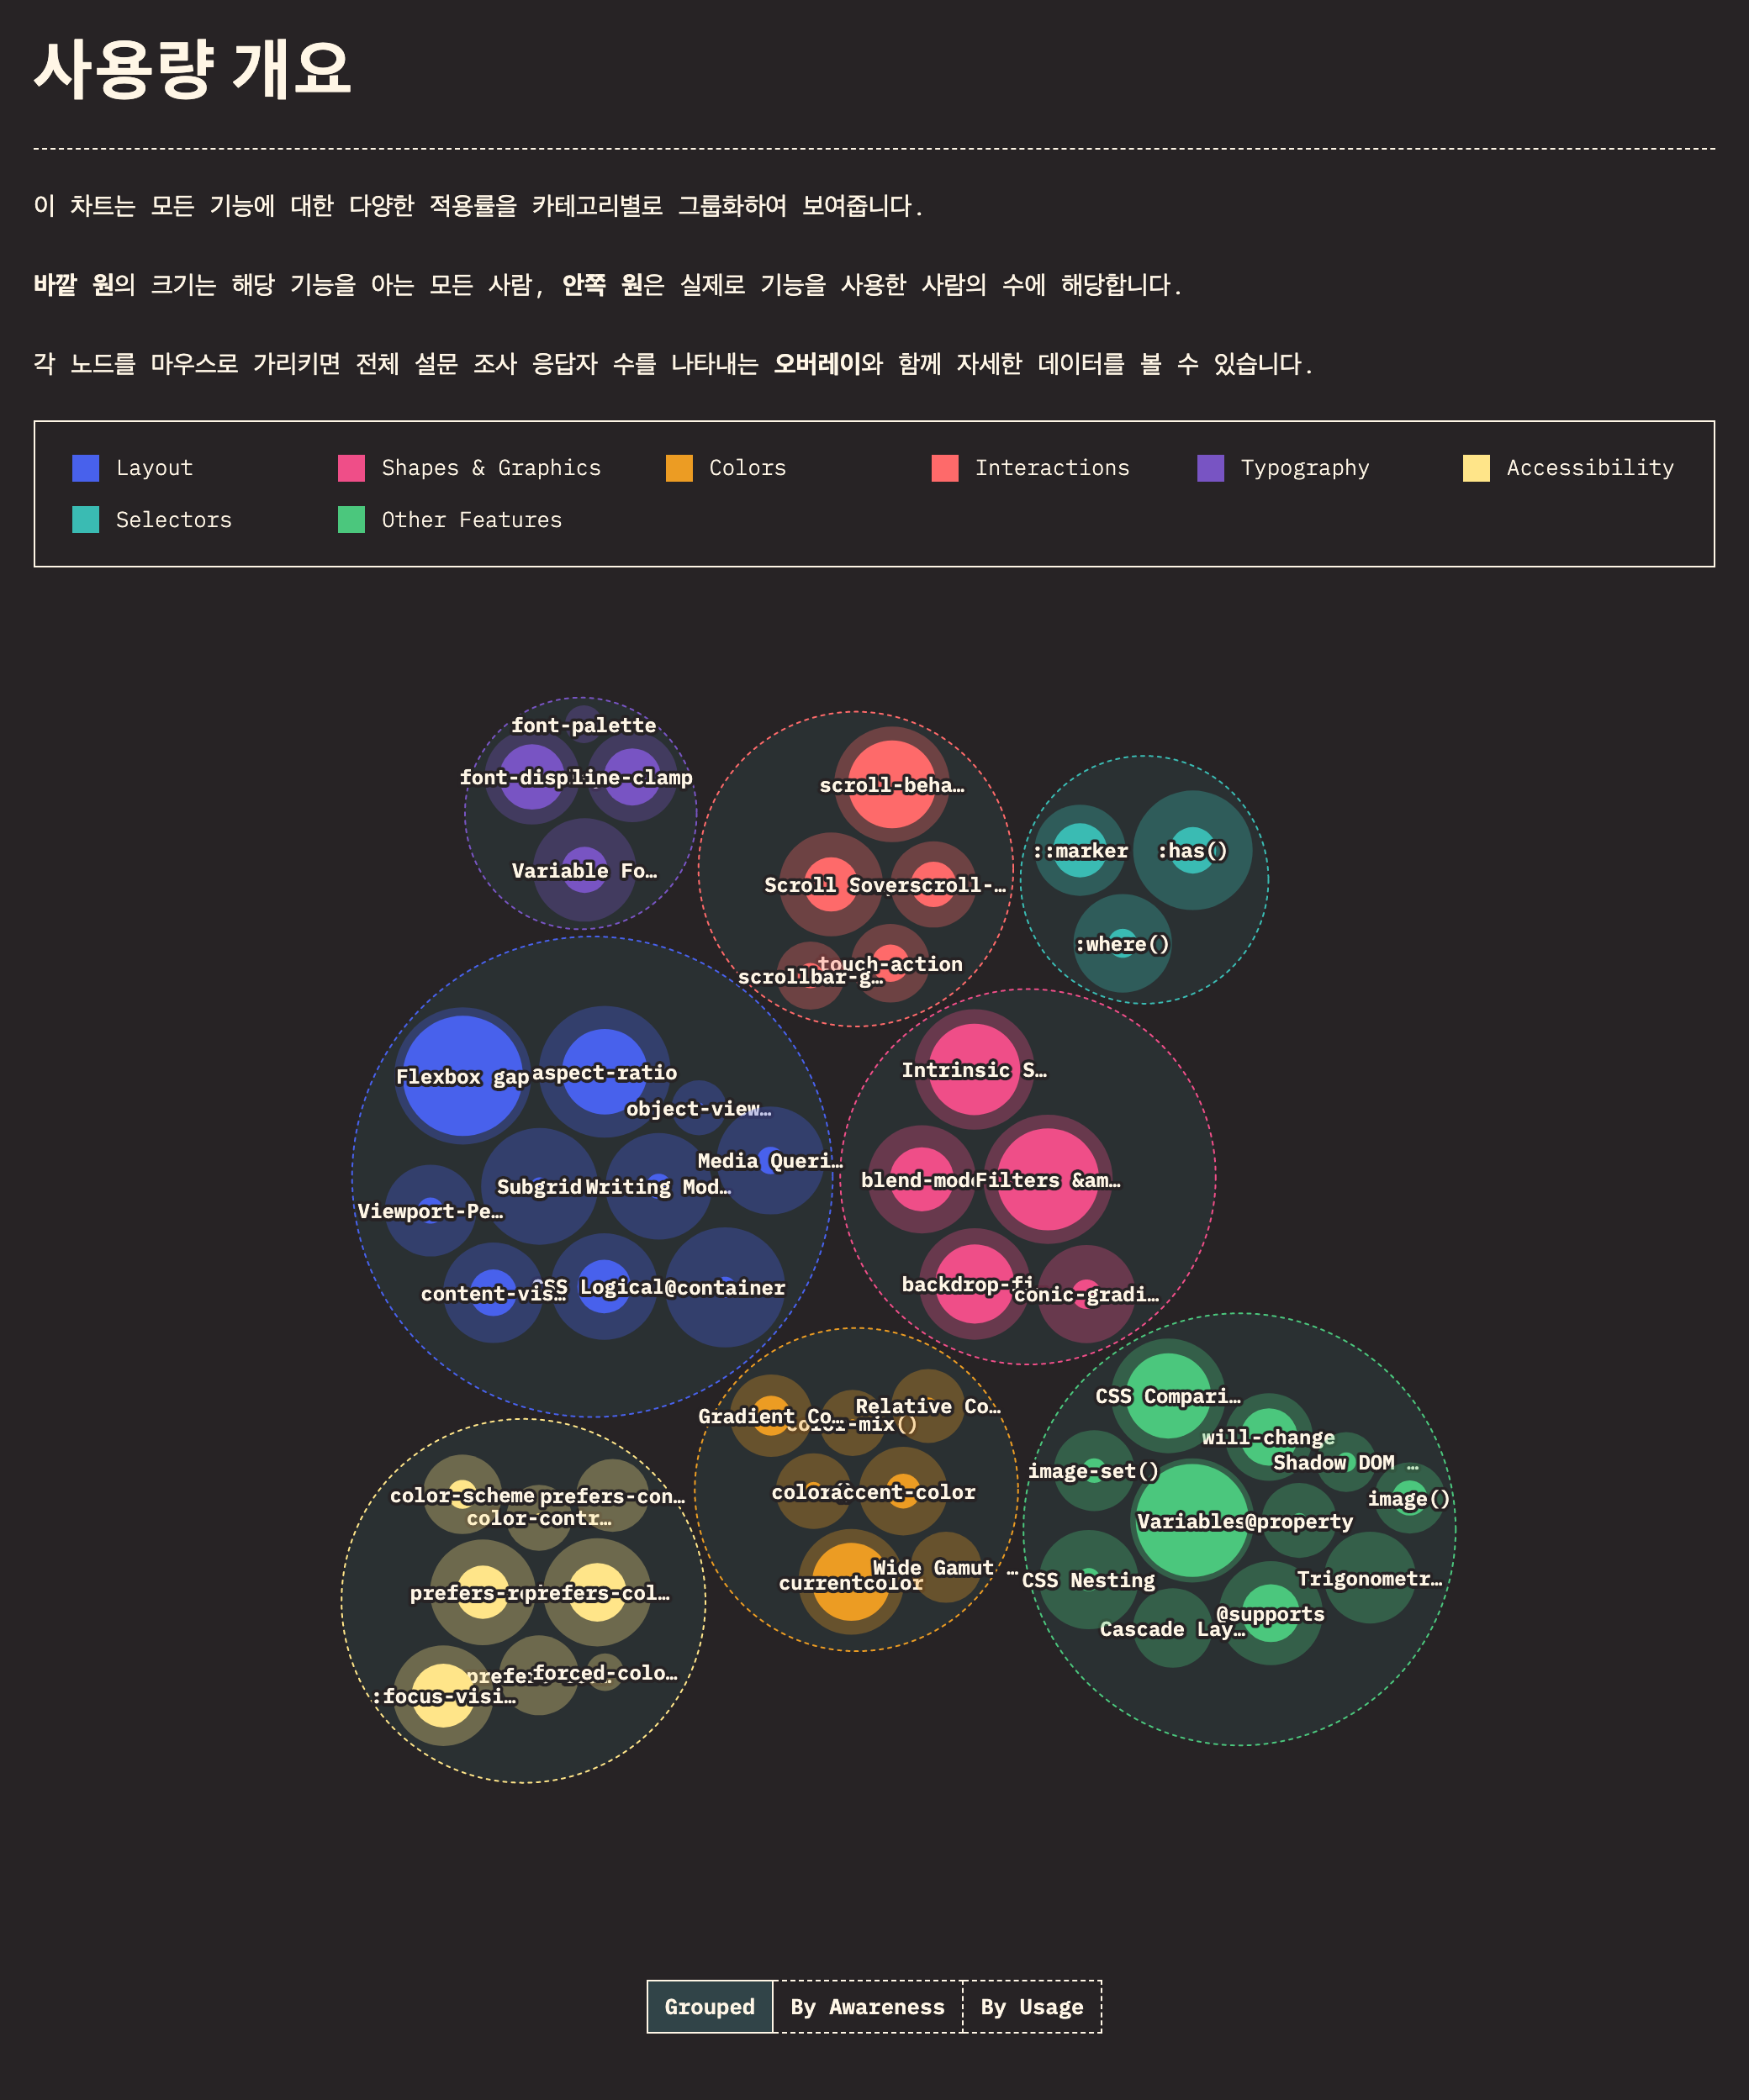 사용량 개요
이 차트는 모든 기능에 대한 다양한 적용률을 카테고리별로 그룹화하여 보여줍니다.
바깥 원의 크기는 해당 기능을 아는 모든 사람, 안쪽 원은 실제로 기능을 사용한 사람의 수에 해당합니다.
각 노드를 마우스로 가리키면 전체 설문 조사 응답자 수를 나타내는 오버레이와 함께 자세한 데이터를 볼 수 있습니다.
Layout
Shapes & Graphics
Colors
Interactions
Typography
Accessibility
Selectors
Other Features
font-palette
font-disp
line-clamp
Variable Fo…
scroll-beha…
Scroll S
overscroll-…
touch-action
scrollbar-g…
::marker
:has()
:where()
Flexbox gap
aspect-ratio
object-view…
Media Queri…
Subgrid
Writing Mod…
Viewport-Pe…
content-vis…
CSS Logical
@container
Intrinsic S…
blend-mod
Filters &am…
backdrop-fi
conic-gradi…
Gradient Co…
color-mix()
Relative Co…
color
accent-color
currentcolor
Wide Gamut …
CSS Compari…
will-change
Shadow DOM …
image-set()
image()
Variables
@property
CSS Nesting
Trigonometr…
@supports
Cascade Lay…
color-scheme
prefers-con…
color-contr…
prefers-r
prefers-col…
prefe
forced-colo…
:focus-visi…
Grouped
By Awareness
By Usage